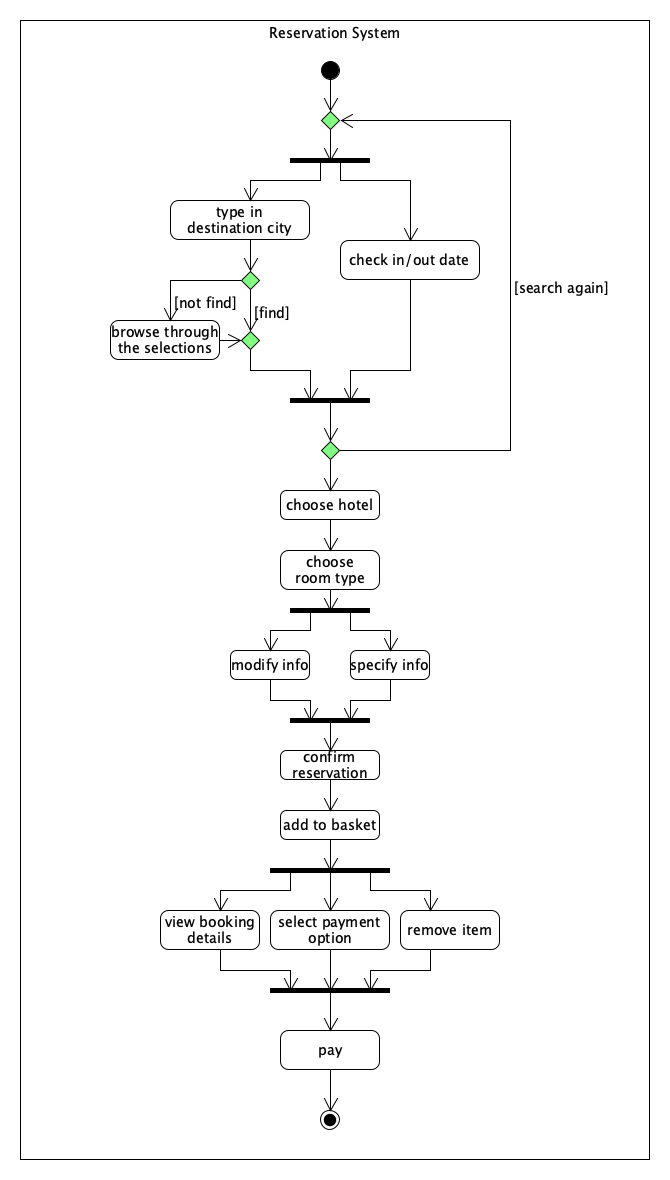 Reservation System
type in
destination city
check in/out date
[search again]
[not find]
[find]
browse through
the selections
choose hotel
choose
room type
modify info
specify info
confirm
reservation
add to basket
view booking
details
select payment
option
remove item
pay